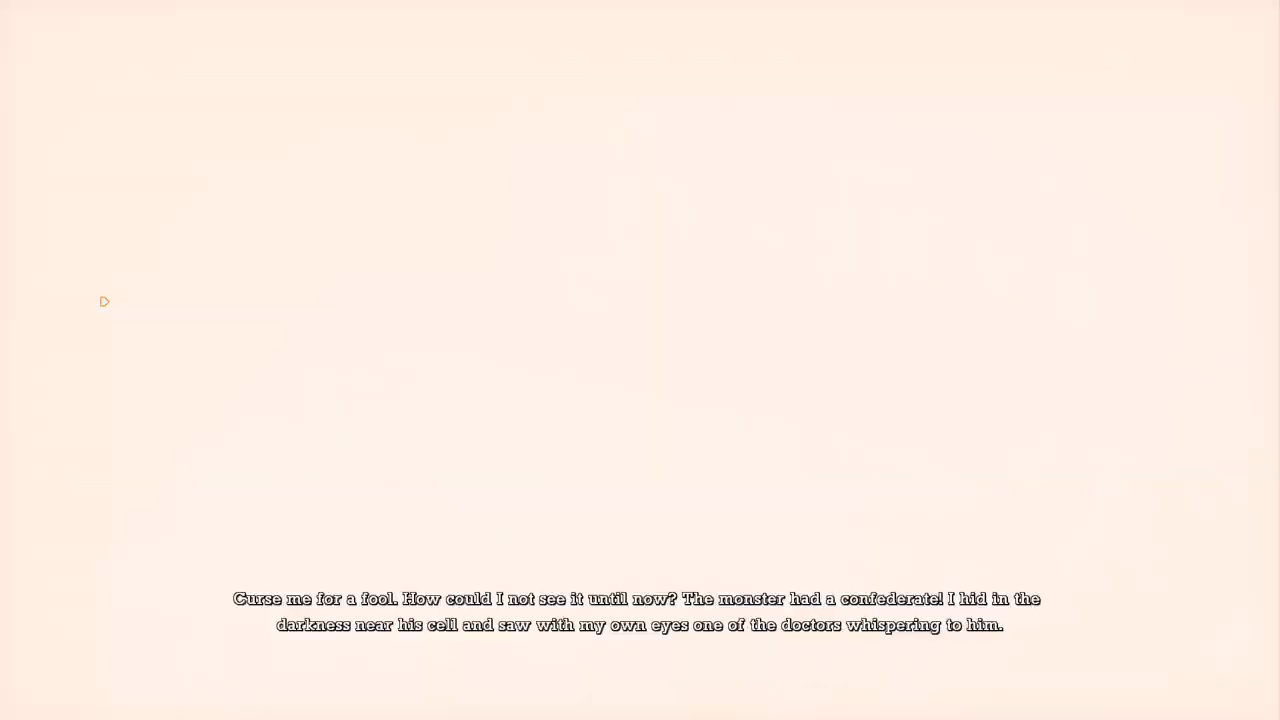 Curse me for a fool. How could I not see it until now? The monster had a confederate! I hid in the
darkness near his cell and saw with my own eyes one of the doctors whispering to him.